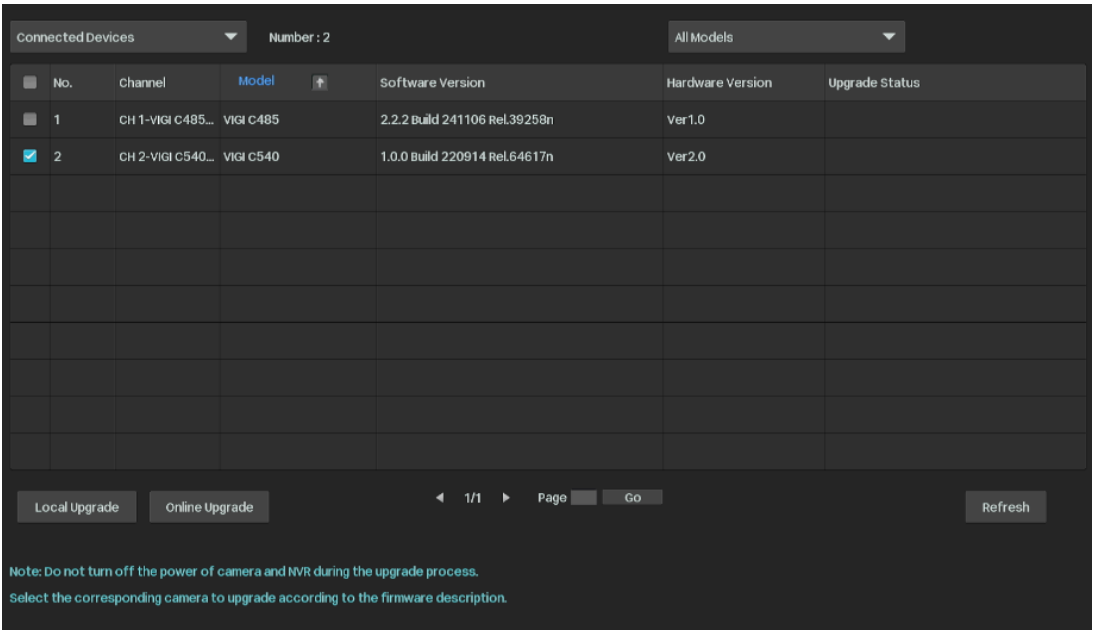 Connected Devices Number : 2 All Models
No. Channel Model Software Version Hardware Version Upgrade Status
1 CH 1-VIGI C485... VIGI C485 2.2.2 Build 241106 Rel.39258n Ver1.0
2 CH 2-VIGI C540... VIGI C540 1.0.0 Build 220914 Rel.64617n Ver2.0
Local Upgrade Online Upgrade 1/1 Page Go Refresh
Note: Do not turn off the power of camera and NVR during the upgrade process.
Select the corresponding camera to upgrade according to the firmware description.